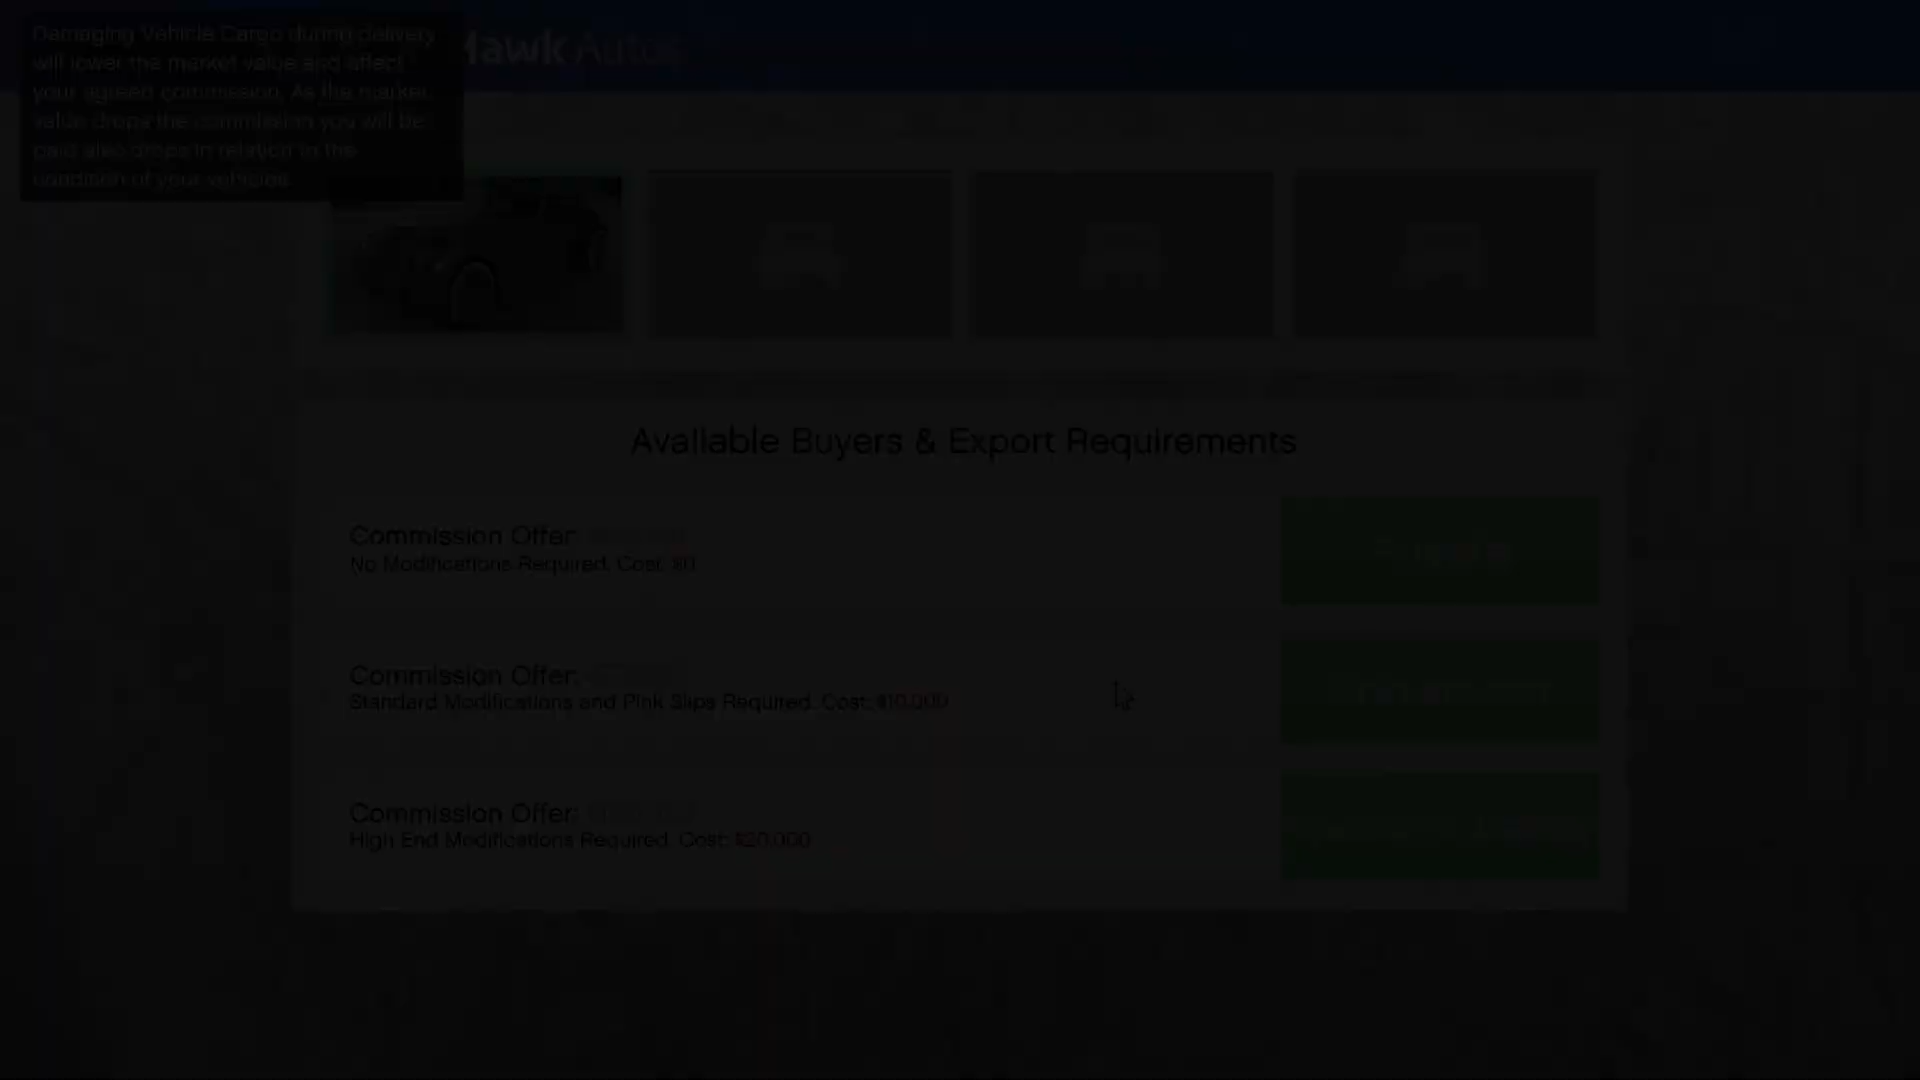 Damaging Vehicle Cargo during delivery
will lower the market value and affect
your agreed commission. As the market
value drops the commission you will be
paid also drops in relation to the
condition of your vehicles.
Hawk Autos
Available Buyers & Export Requirements
Commission Offer:
No Modifications Required. Cost: $0
Commission Offer:
Standard Modifications and Pink Slips Required. Cost: $10,000
Commission Offer:
High End Modifications Required. Cost: $20,000